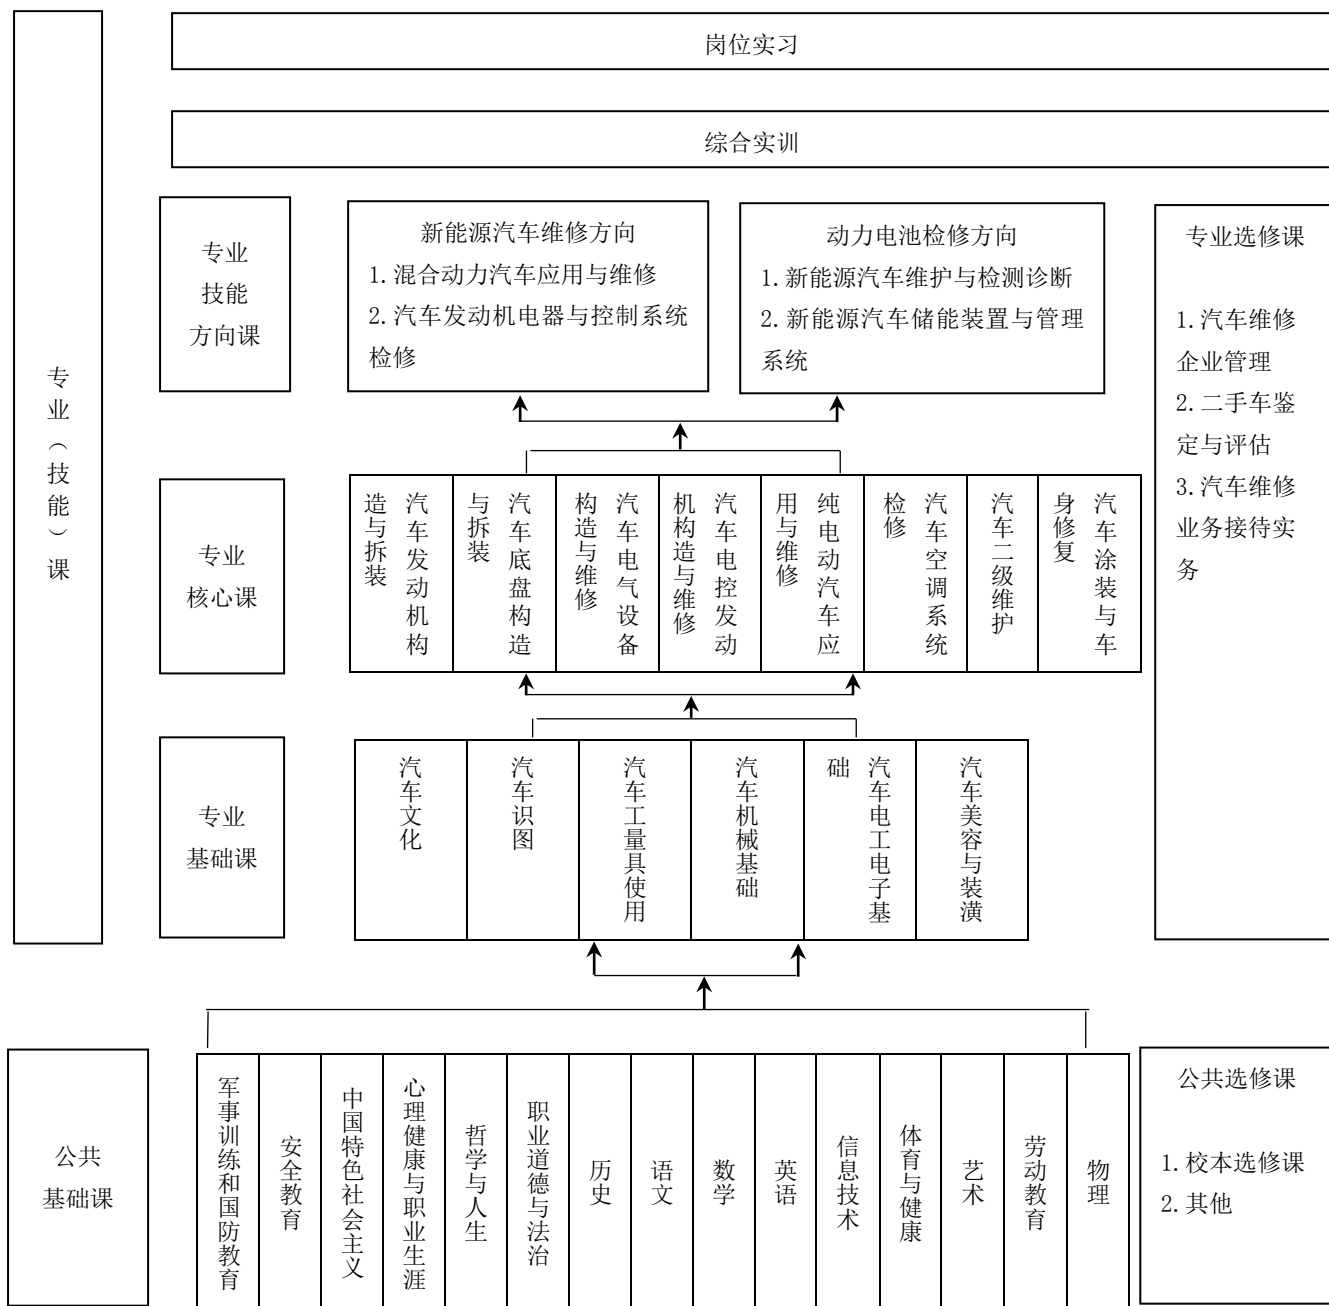 岗位实习
综合实训
专业（技能）课
专业
技能
方向课
新能源汽车维修方向
1.混合动力汽车应用与维修
2.汽车发动机电器与控制系统
检修
动力电池检修方向
1.新能源汽车维护与检测诊断
2.新能源汽车储能装置与管理
系统
专业选修课
1.汽车维修
企业管理
2.二手车鉴
定与评估
3.汽车维修
业务接待实
务
专业
核心课
汽车发动机构
造与拆装
汽车底盘构造
与拆装
汽车电气设备
构造与维修
汽车电控发动
机构造与维修
纯电动汽车应
用与维修
汽车空调系统
检修
汽车二级维护
汽车涂装与车
身修复
专业
基础课
汽车文化
汽车识图
汽车工量具使用
汽车机械基础
汽车电工电子基
础
汽车美容与装潢
公共
基础课
军事训练和国防教育
安全教育
中国特色社会主义
心理健康与职业生涯
哲学与人生
职业道德与法治
历史
语文
数学
英语
信息技术
体育与健康
艺术
劳动教育
物理
公共选修课
1.校本选修课
2.其他